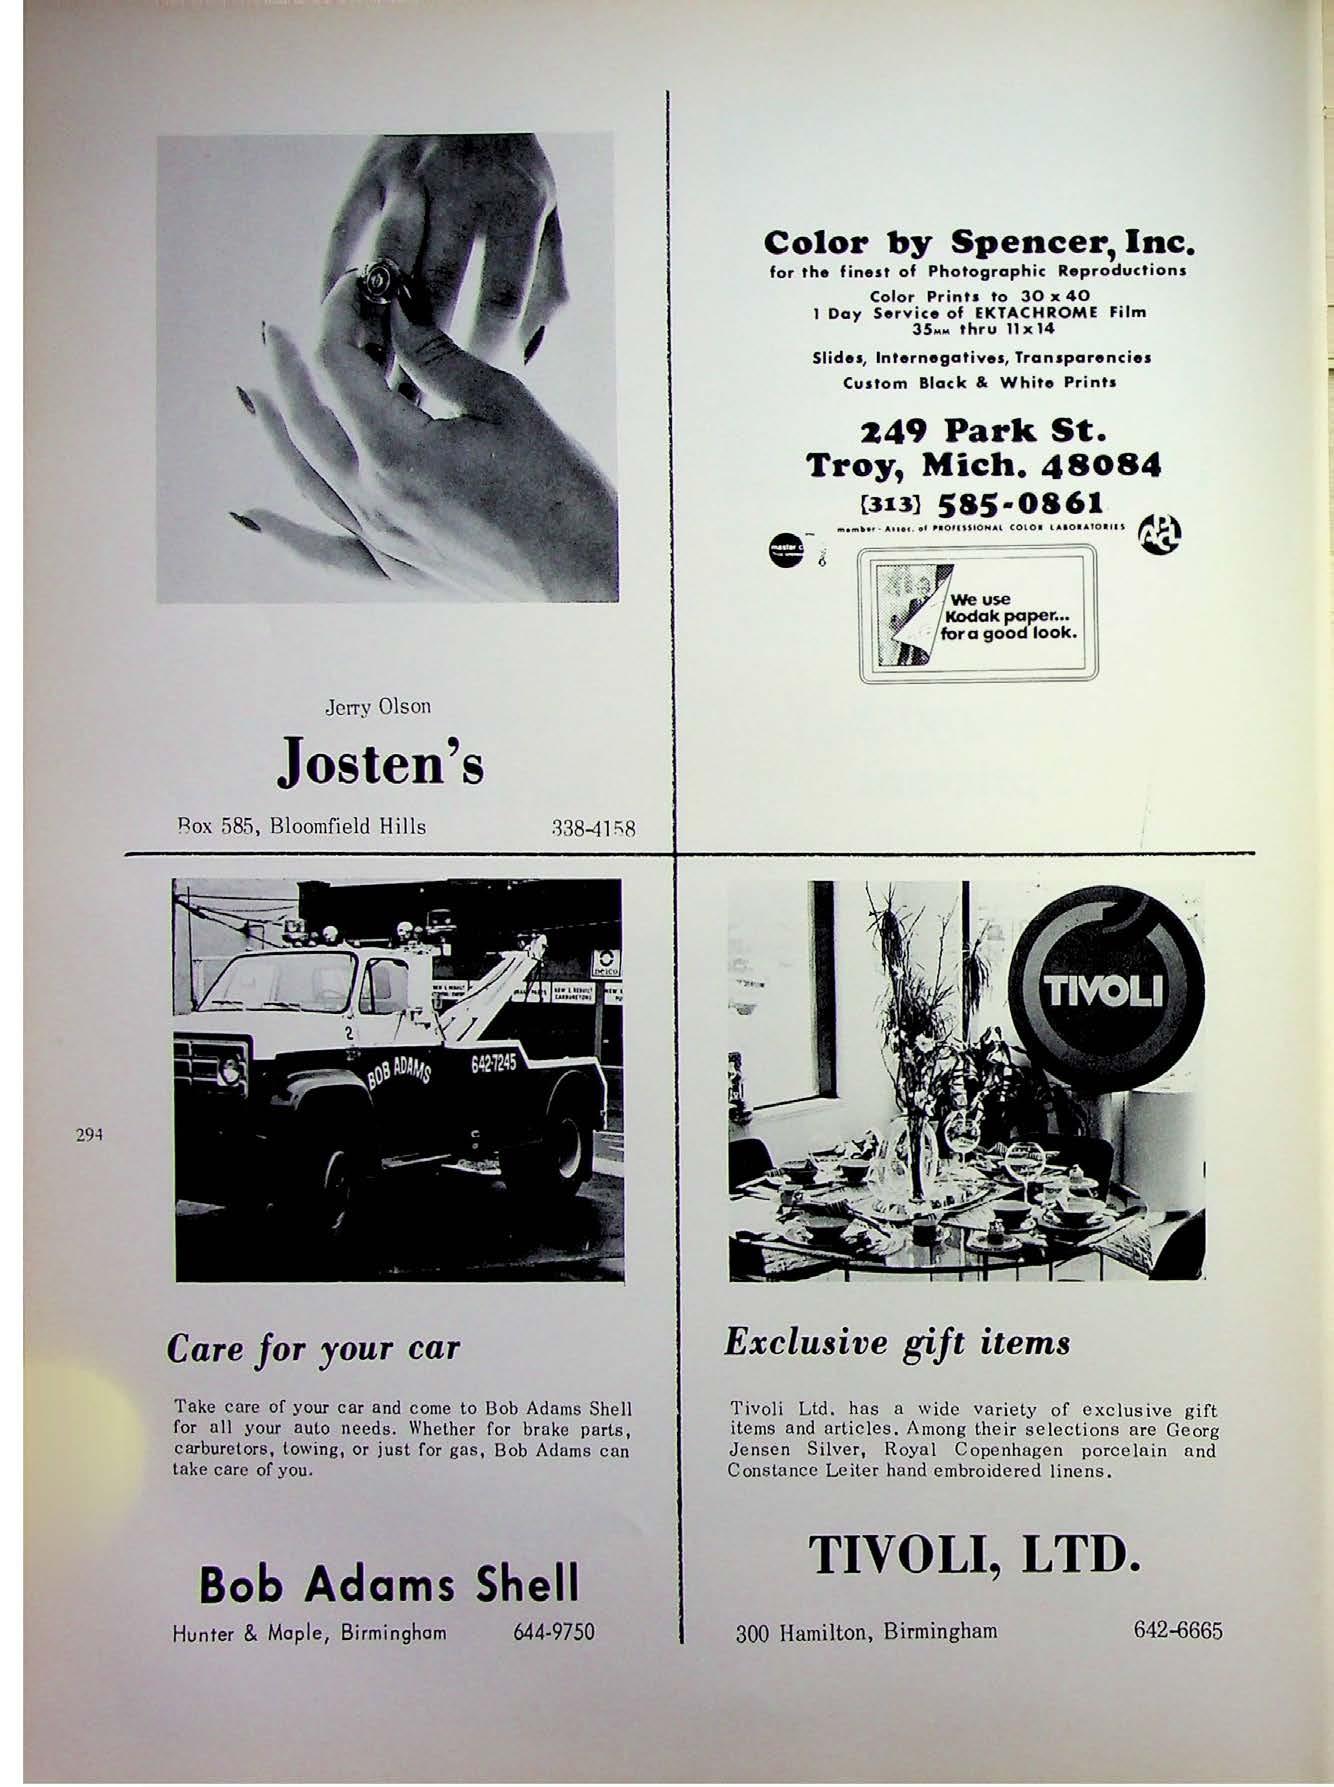 Jerry Olson
Josten's
Box 585, Bloomfield Hills 338-4158
Color by Spencer, Inc.
for the finest of Photographic Reproductions
Color Prints to 30 x 40
1 Day Service of EKTACHROME Film
35MM thru 11x14
Slides, Internegatives, Transparencies
Custom Black & White Prints
249 Park St.
Troy, Mich. 48084
[313] 585-0861
member - Assoc. of PROFESSIONAL COLOR LABORATORIES
master c
We use
Kodak paper...
for a good look.
2
BOB ADAMS
642-7245
delco
NEW & REBUILT
CARBURETORS
Care for your car
Take care of your car and come to Bob Adams Shell
for all your auto needs. Whether for brake parts,
carburetors, towing, or just for gas, Bob Adams can
take care of you.
Bob Adams Shell
Hunter & Maple, Birmingham 644-9750
TIVOLI
Exclusive gift items
Tivoli Ltd. has a wide variety of exclusive gift
items and articles. Among their selections are Georg
Jensen Silver, Royal Copenhagen porcelain and
Constance Leiter hand embroidered linens.
TIVOLI, LTD.
300 Hamilton, Birmingham 642-6665
294